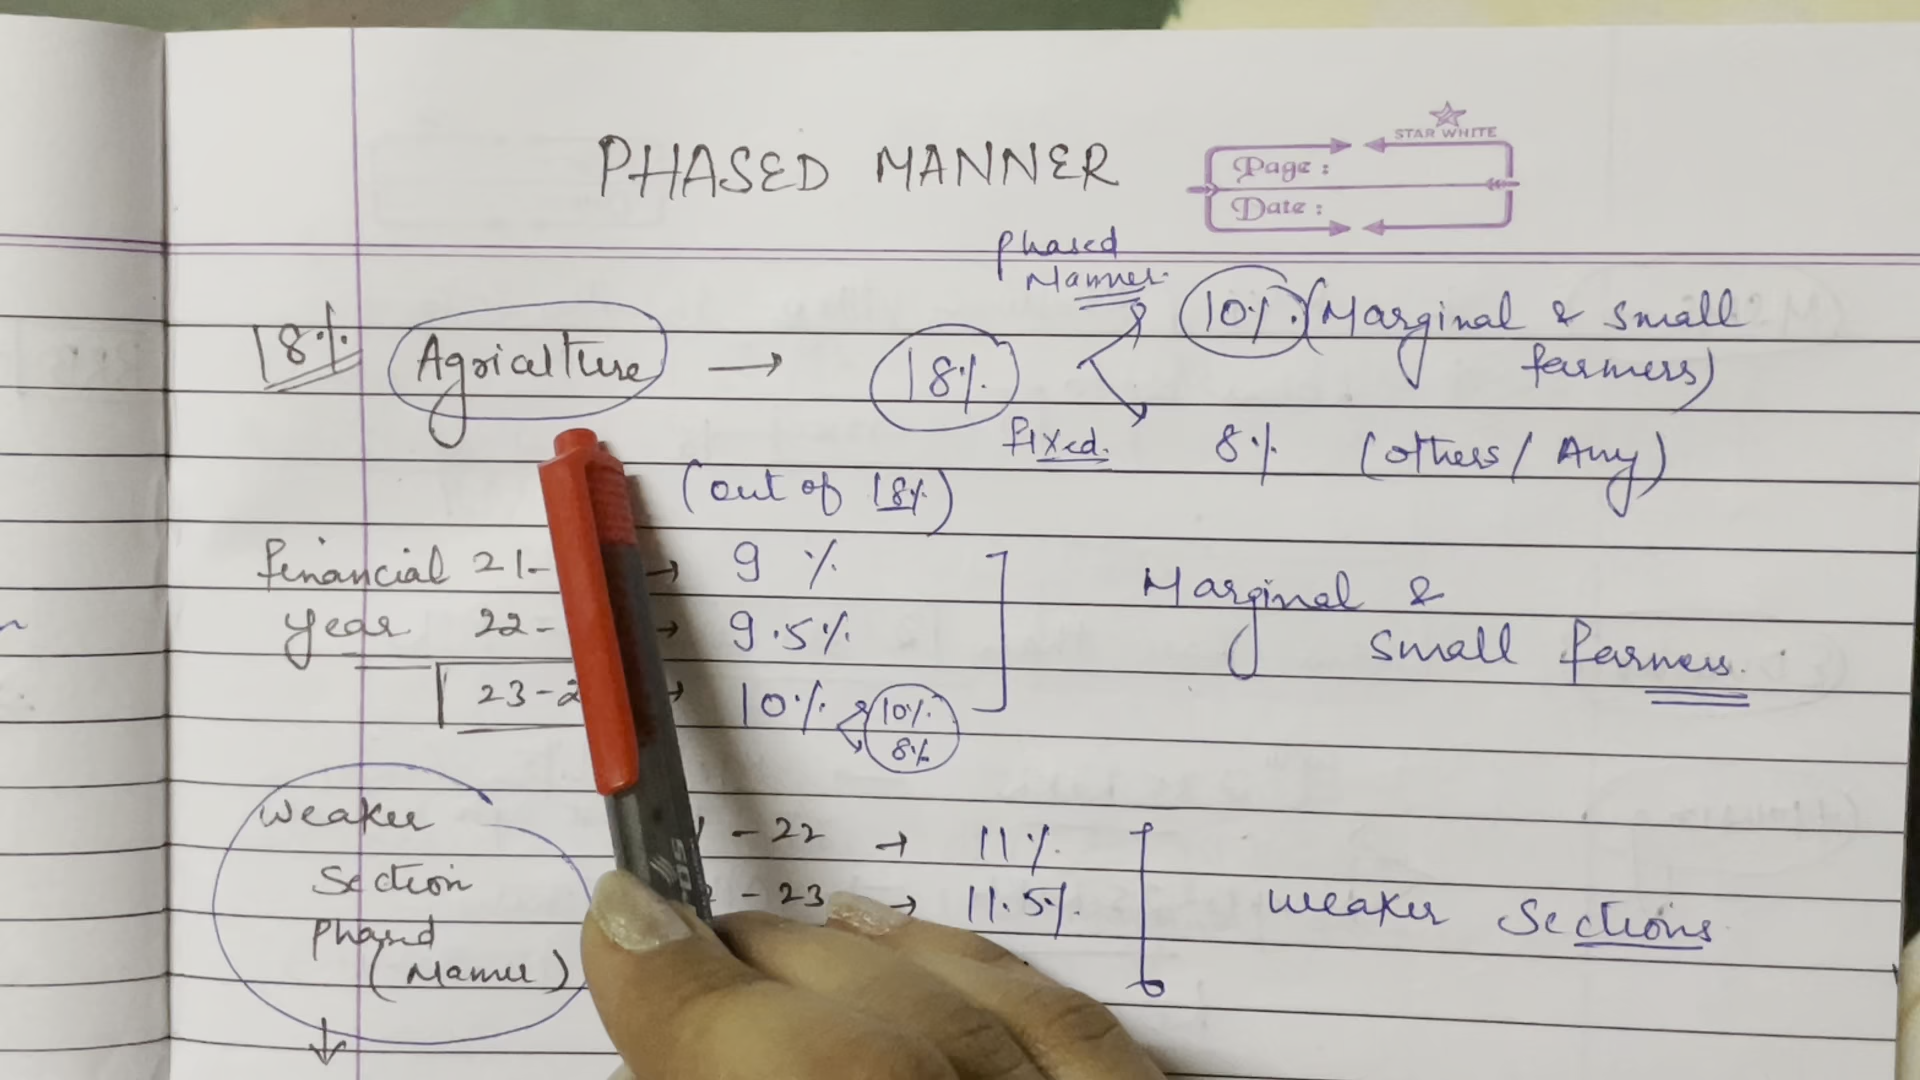 PHASED MANNER
STAR WHITE
Page :
Date :
Phased
Manner.
18% Agriculture → 18% 10% (Marginal & small
farmers)
fixed. 8% (others/ Any)
(out of 18%)
financial 21- → 9 %
year 22- → 9.5%
23-2 → 10% 10%
8%
Marginal &
small farmers.
Weaker
Section
Phased
(Manner)
↓
- 22 → 11%
- 23 → 11.5%
Weaker Sections
SOP